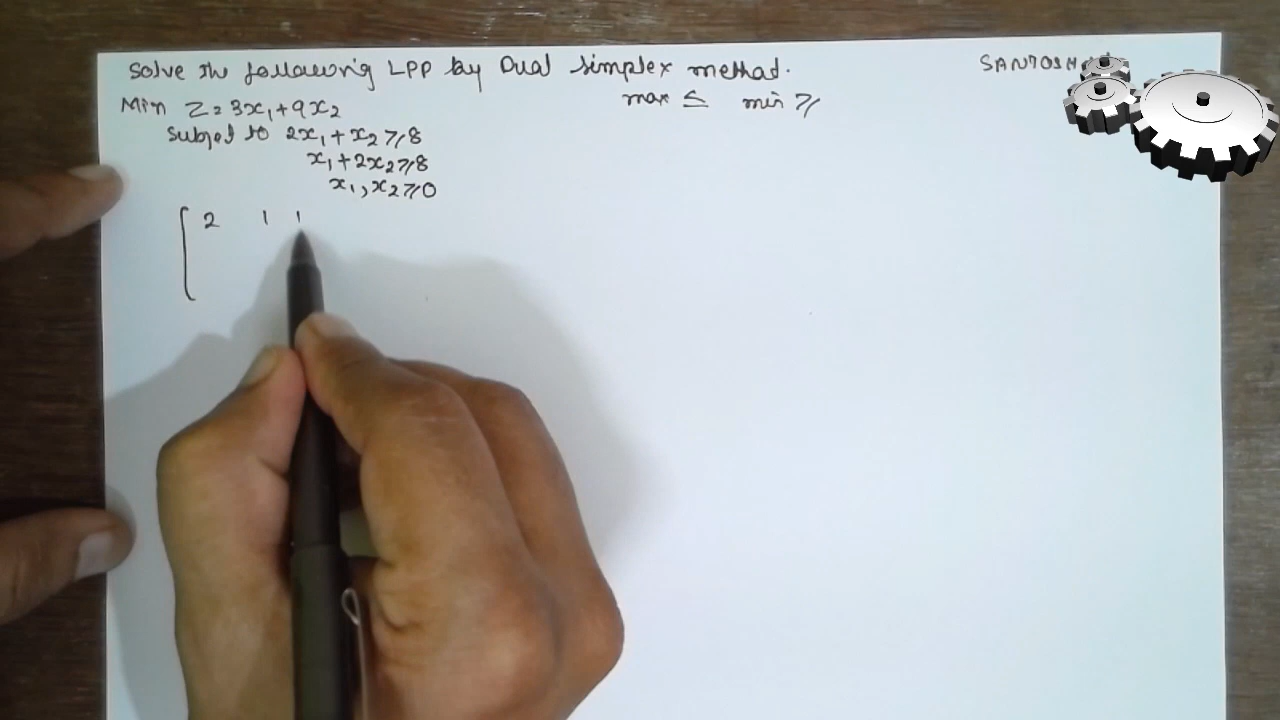 Solve the following LPP by Dual Simplex method.
SANTOSH
Min Z = 3x₁ + 9x₂
max ≤ min ≥
Subject to 2x₁ + x₂ ≥ 8
x₁ + 2x₂ ≥ 8
x₁, x₂ ≥ 0
[ 2 1 1